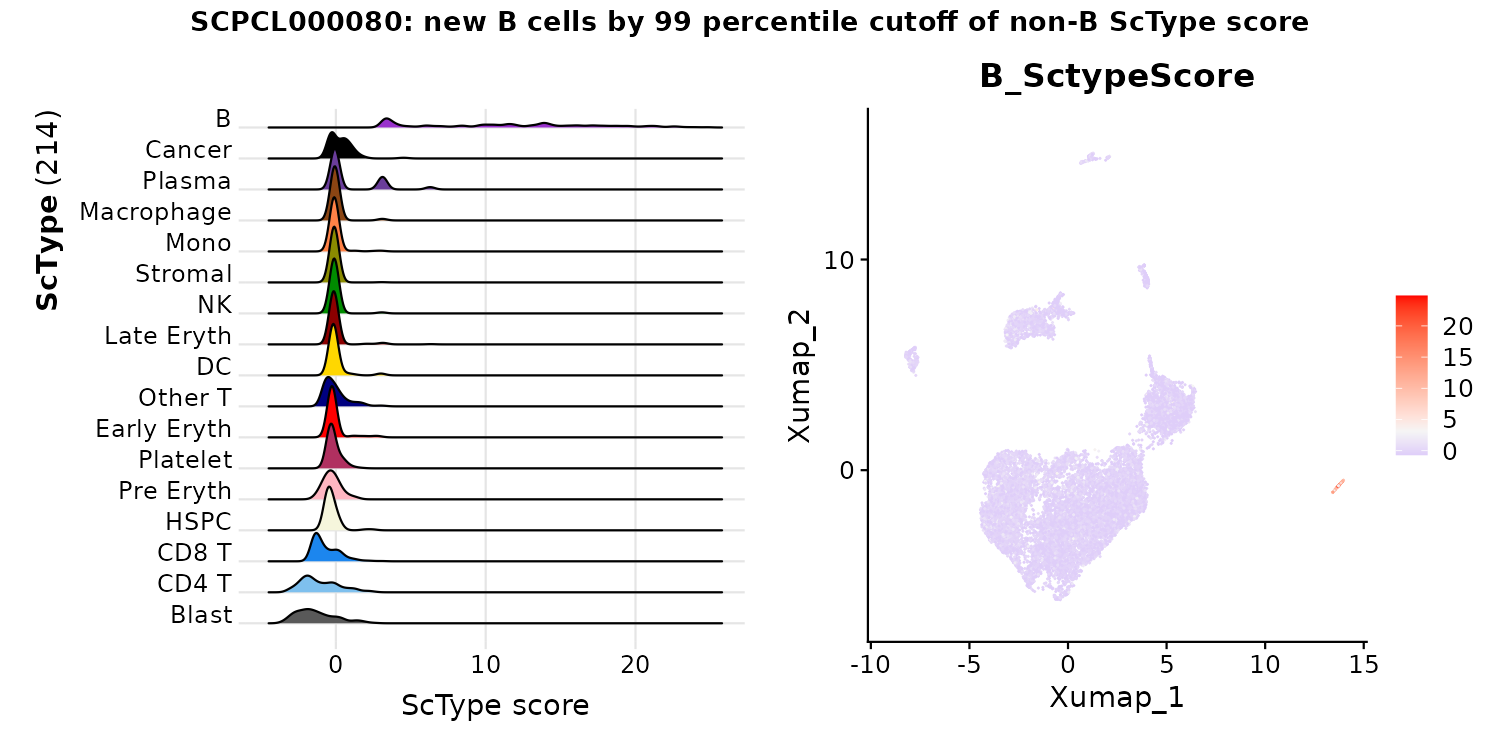 SCPCL000080: new B cells by 99 percentile cutoff of non-B ScType score
ScType (214)
B
Cancer
Plasma
Macrophage
Mono
Stromal
NK
Late Eryth
DC
Other T
Early Eryth
Platelet
Pre Eryth
HSPC
CD8 T
CD4 T
Blast
0 10 20
ScType score
B_SctypeScore
Xumap_2
10
0
-10 -5 0 5 10 15
Xumap_1
20
15
10
5
0